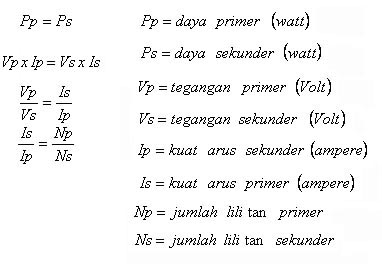 Pp = Ps
Vp x Ip = Vs x Is
Vp/Vs = Is/Ip
Is/Ip = Np/Ns
Pp = daya primer (watt)
Ps = daya sekunder (watt)
Vp = tegangan primer (Volt)
Vs = tegangan sekunder (Volt)
Ip = kuat arus sekunder (ampere)
Is = kuat arus primer (ampere)
Np = jumlah lili tan primer
Ns = jumlah lili tan sekunder